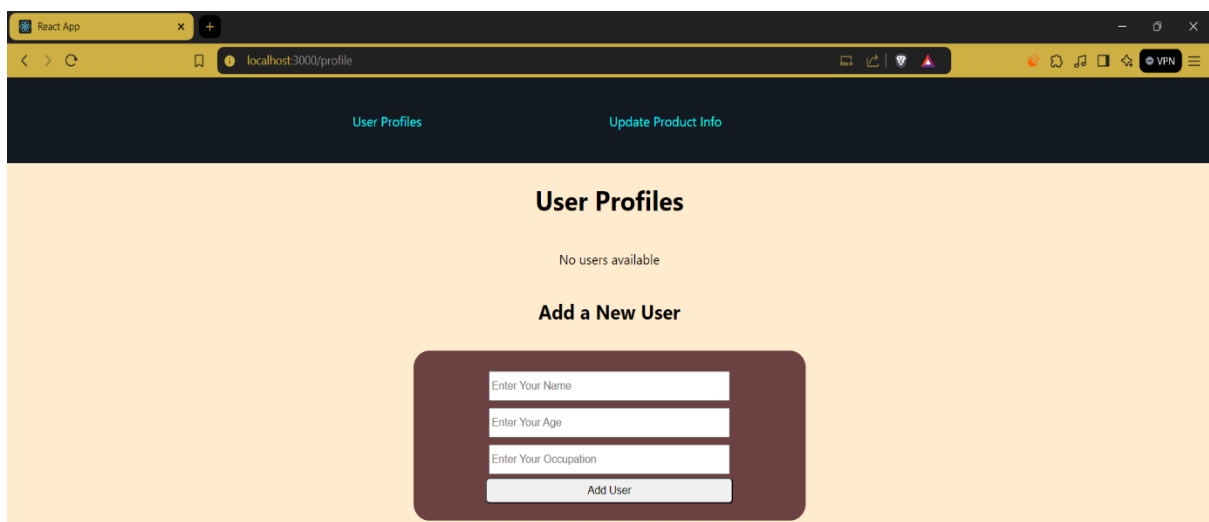 React App
localhost:3000/profile
VPN
User Profiles Update Product Info
User Profiles
No users available
Add a New User
Enter Your Name
Enter Your Age
Enter Your Occupation
Add User